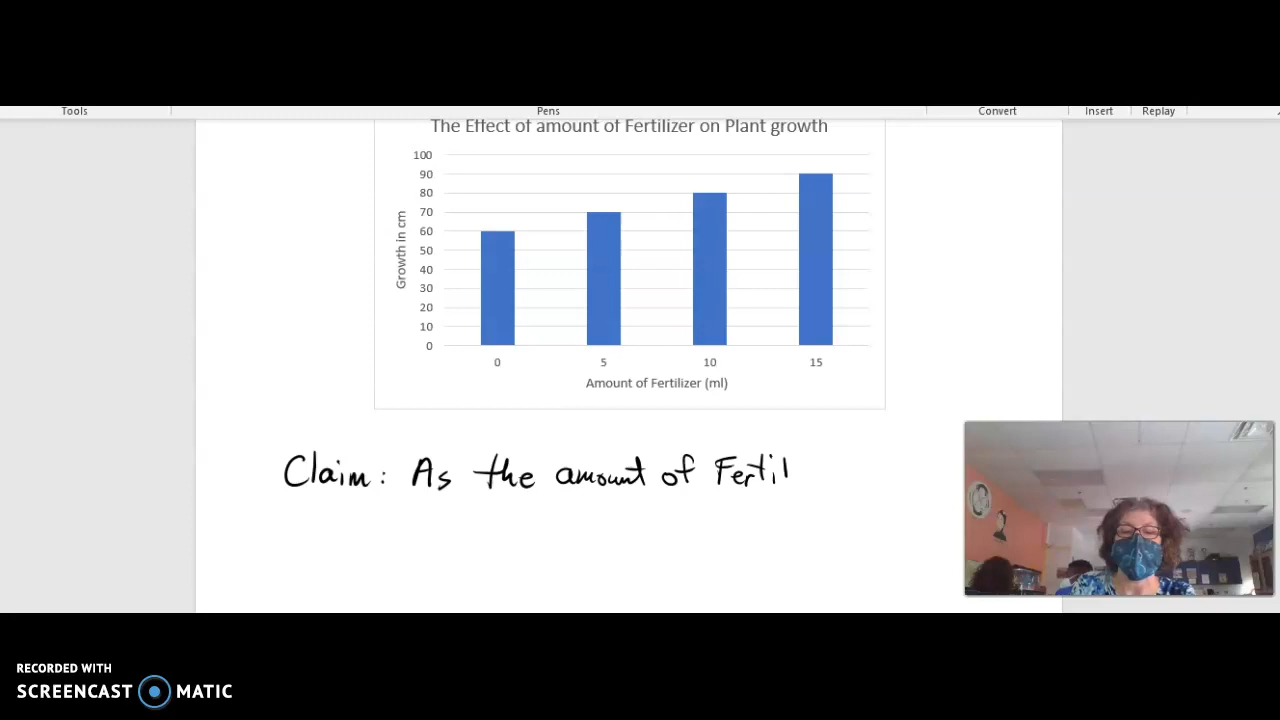 Tools Pens Convert Insert Replay
The Effect of amount of Fertilizer on Plant growth
100
90
80
70
60
50
40
30
20
10
0
Growth in cm
0 5 10 15
Amount of Fertilizer (ml)
Claim: As the amount of Fertil
RECORDED WITH
SCREENCAST MATIC